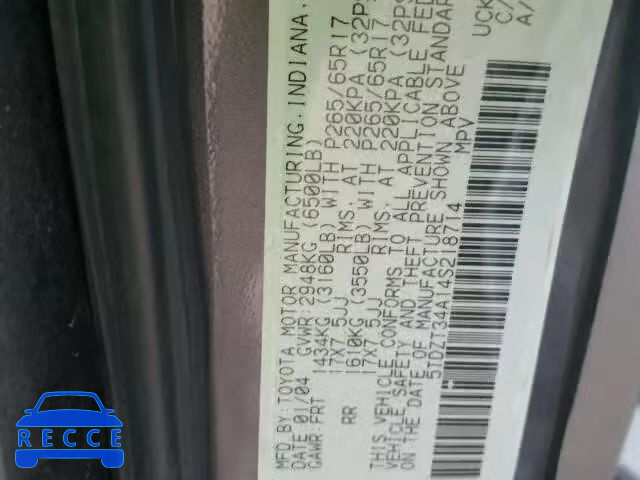 MFD.BY:TOYOTA MOTOR MANUFACTURING.INDIANA,
DATE 01/04 GVWR:2948KG (6500LB)
GAWR:FRT 1434KG (3160LB) WITH P265/65R17
17X7.5JJ RIMS, AT 220KPA (32PS
RR 1610KG (3550LB) WITH P265/65R17
17X7.5JJ RIMS, AT 220KPA (32PS
THIS VEHICLE CONFORMS TO ALL APPLICABLE FED
VEHICLE SAFETY AND THEFT PREVENTION STANDAR
ON THE DATE OF MANUFACTURE SHOWN ABOVE
5TDZT34A14S218714 MPV
UCK
C/
A/
RECCE